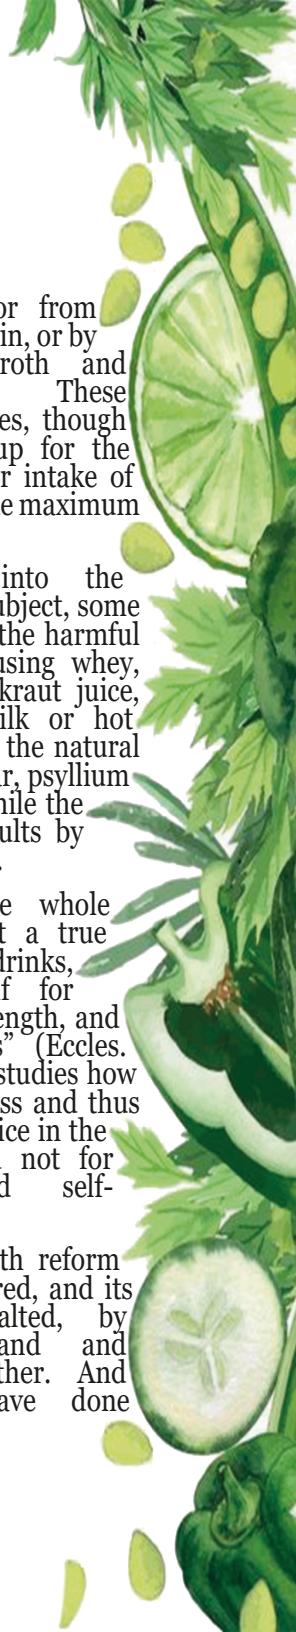 or from
in, or by
roth and
These
es, though
up for the
r intake of
e maximum
into the
ubject, some
the harmful
using whey,
kraut juice,
ilk or hot
the natural
ar, psyllium
hile the
ults by
.
e whole
t a true
drinks,
lf for
ength, and
s” (Eccles.
studies how
ss and thus
ice in the
not for
d self-
th reform
red, and its
alted, by
and and
ther. And
ave done